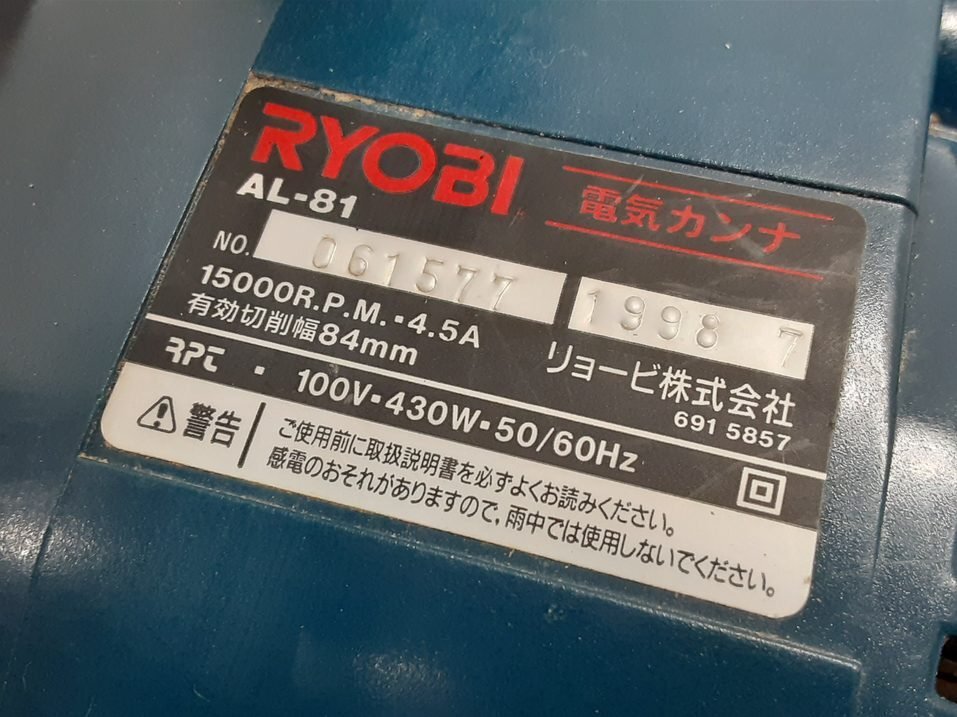 RYOBI
電気カンナ
AL-81
NO. 061577 1998 7
15000R.P.M.・4.5A
有効切削幅84mm
リョービ株式会社
691 5857
RPT ・ 100V・430W・50/60Hz
警告
ご使用前に取扱説明書を必ずよくお読みください。
感電のおそれがありますので、雨中では使用しないでください。